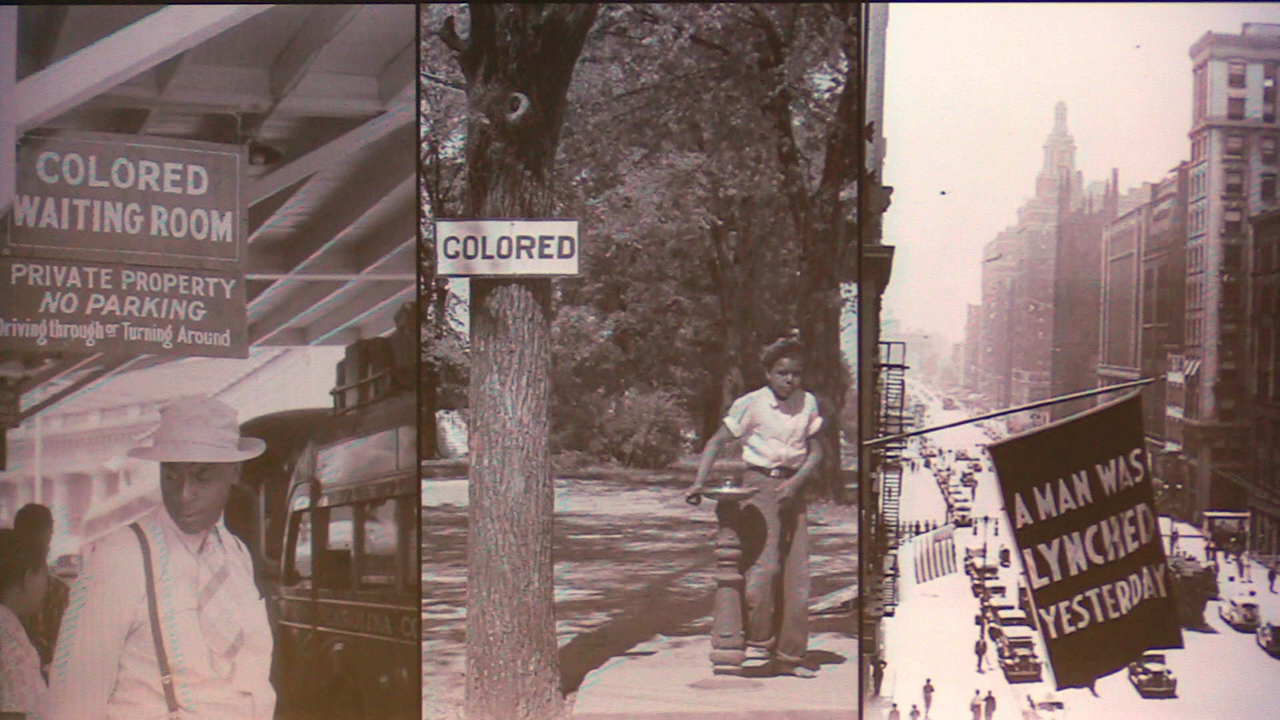 COLORED
WAITING ROOM
PRIVATE PROPERTY
NO PARKING
Driving through or Turning Around
COLORED
A MAN WAS
LYNCHED
YESTERDAY